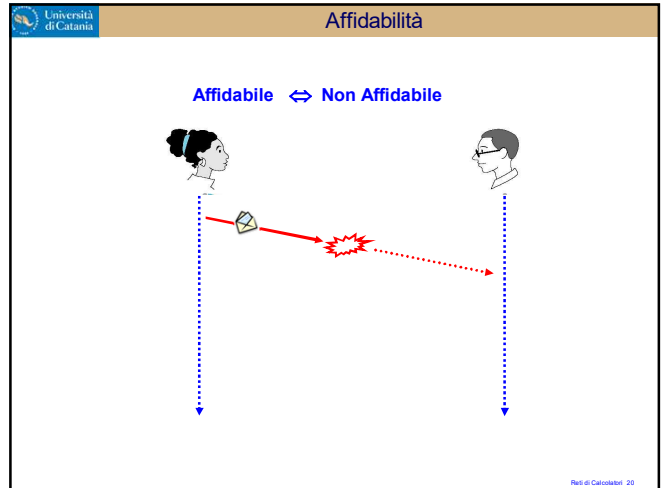 Università
di Catania
Affidabilità
Affidabile ⇔ Non Affidabile
Reti di Calcolatori 20